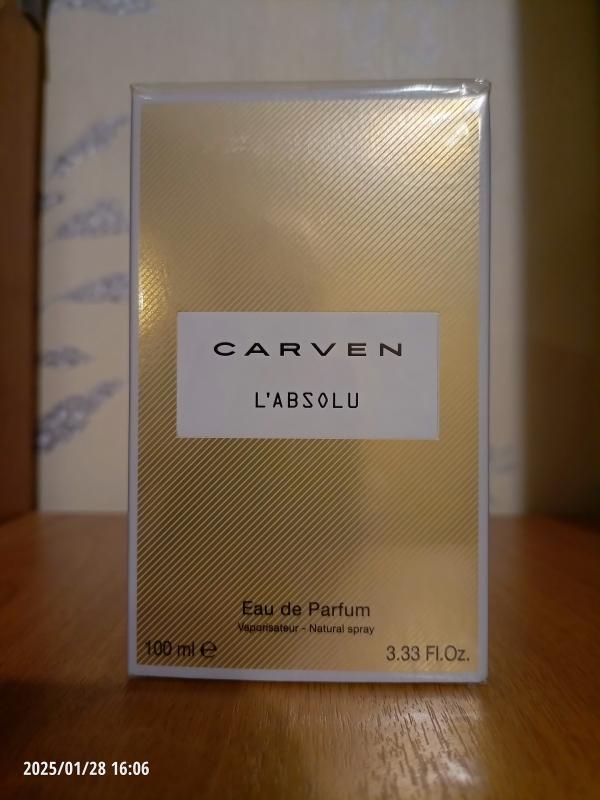 CARVEN
L'ABSOLU
Eau de Parfum
Vaporisateur - Natural spray
100 ml ℮
3.33 Fl.Oz.
2025/01/28 16:06